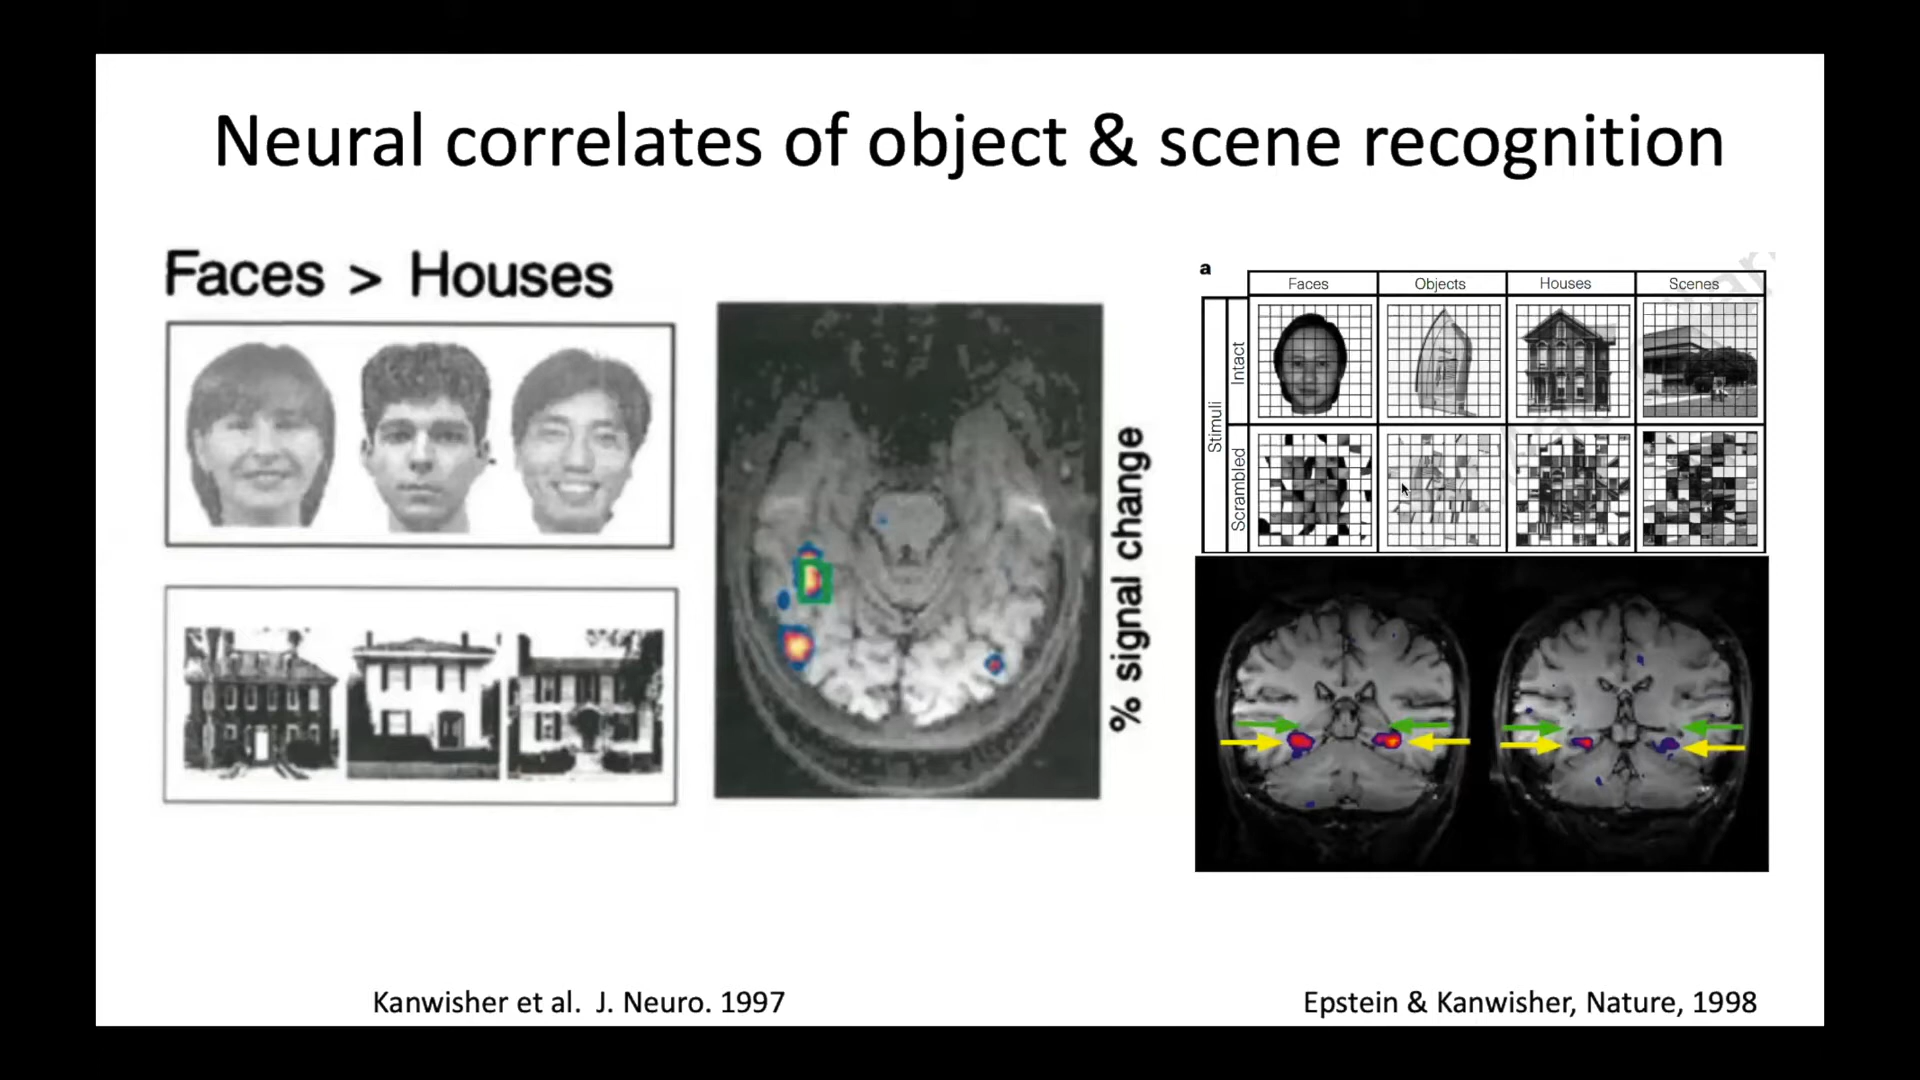 Neural correlates of object & scene recognition
Faces > Houses
% signal change
a
Faces Objects Houses Scenes
Stimuli
Intact
Scrambled
Kanwisher et al. J. Neuro. 1997
Epstein & Kanwisher, Nature, 1998